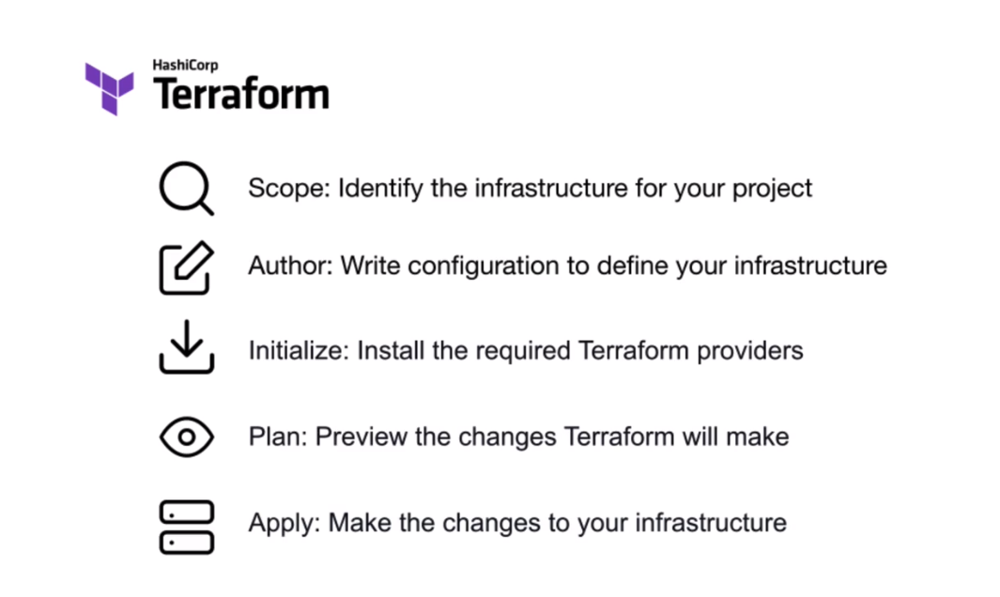 HashiCorp
Terraform
Scope: Identify the infrastructure for your project
Author: Write configuration to define your infrastructure
Initialize: Install the required Terraform providers
Plan: Preview the changes Terraform will make
Apply: Make the changes to your infrastructure